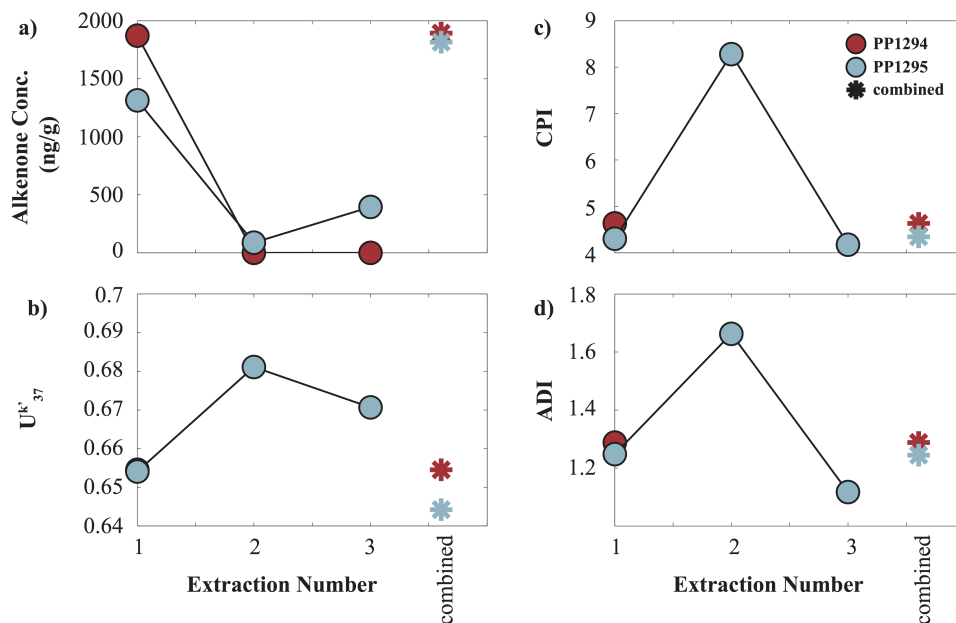 a)
2000
1500
1000
500
0
Alkenone Conc.
(ng/g)
c)
9
8
7
6
5
4
CPI
PP1294
PP1295
combined
b)
0.7
0.69
0.68
0.67
0.66
0.65
0.64
U^k'_37
1
2
3
combined
Extraction Number
d)
1.8
1.6
1.4
1.2
ADI
1
2
3
combined
Extraction Number